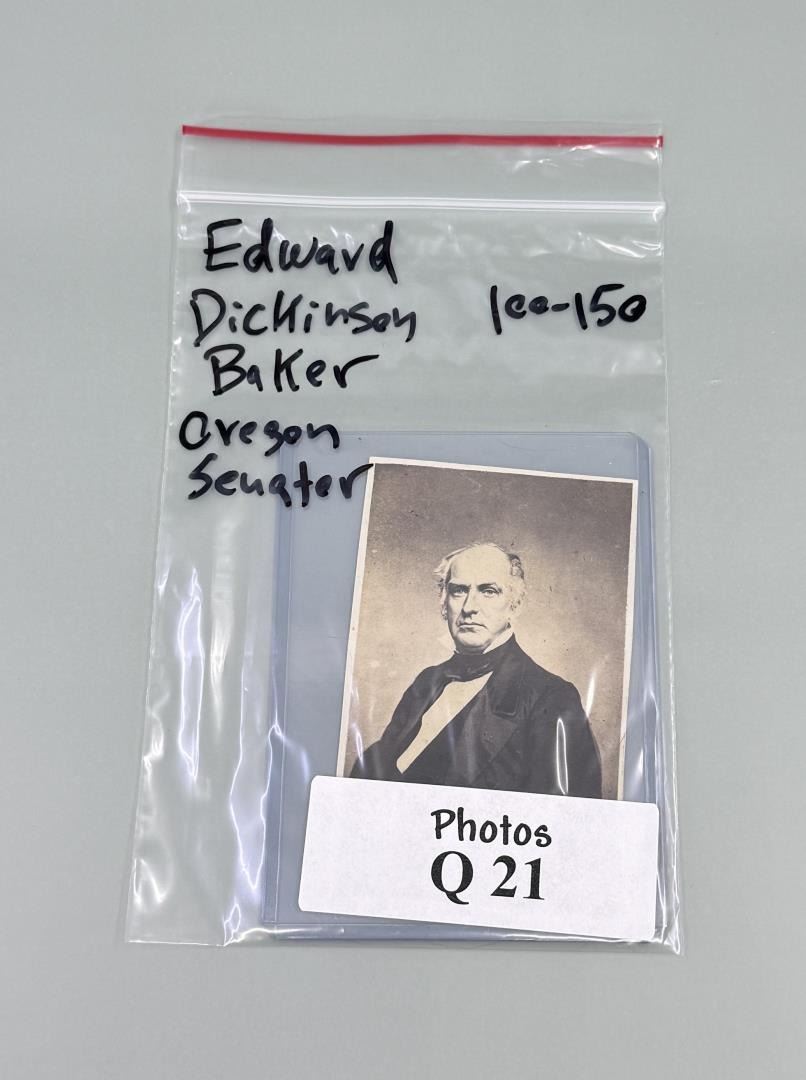 Edward
Dickinson 100-150
Baker
Oregon
Senator
Photos
Q 21